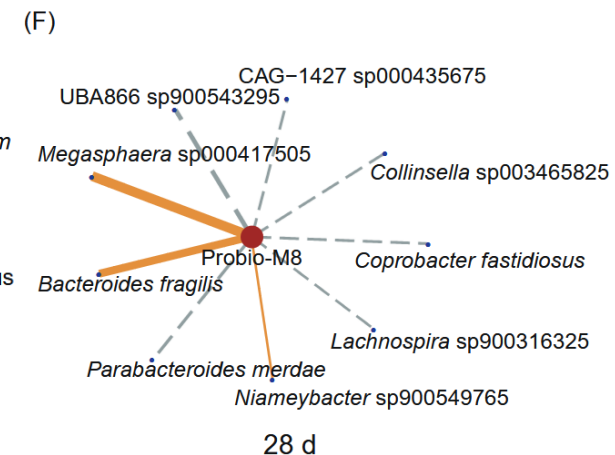 (F)
CAG−1427 sp000435675
UBA866 sp900543295
m
Megasphaera sp000417505
Collinsella sp003465825
Probio-M8
Coprobacter fastidiosus
us
Bacteroides fragilis
Lachnospira sp900316325
Parabacteroides merdae
Niameybacter sp900549765
28 d